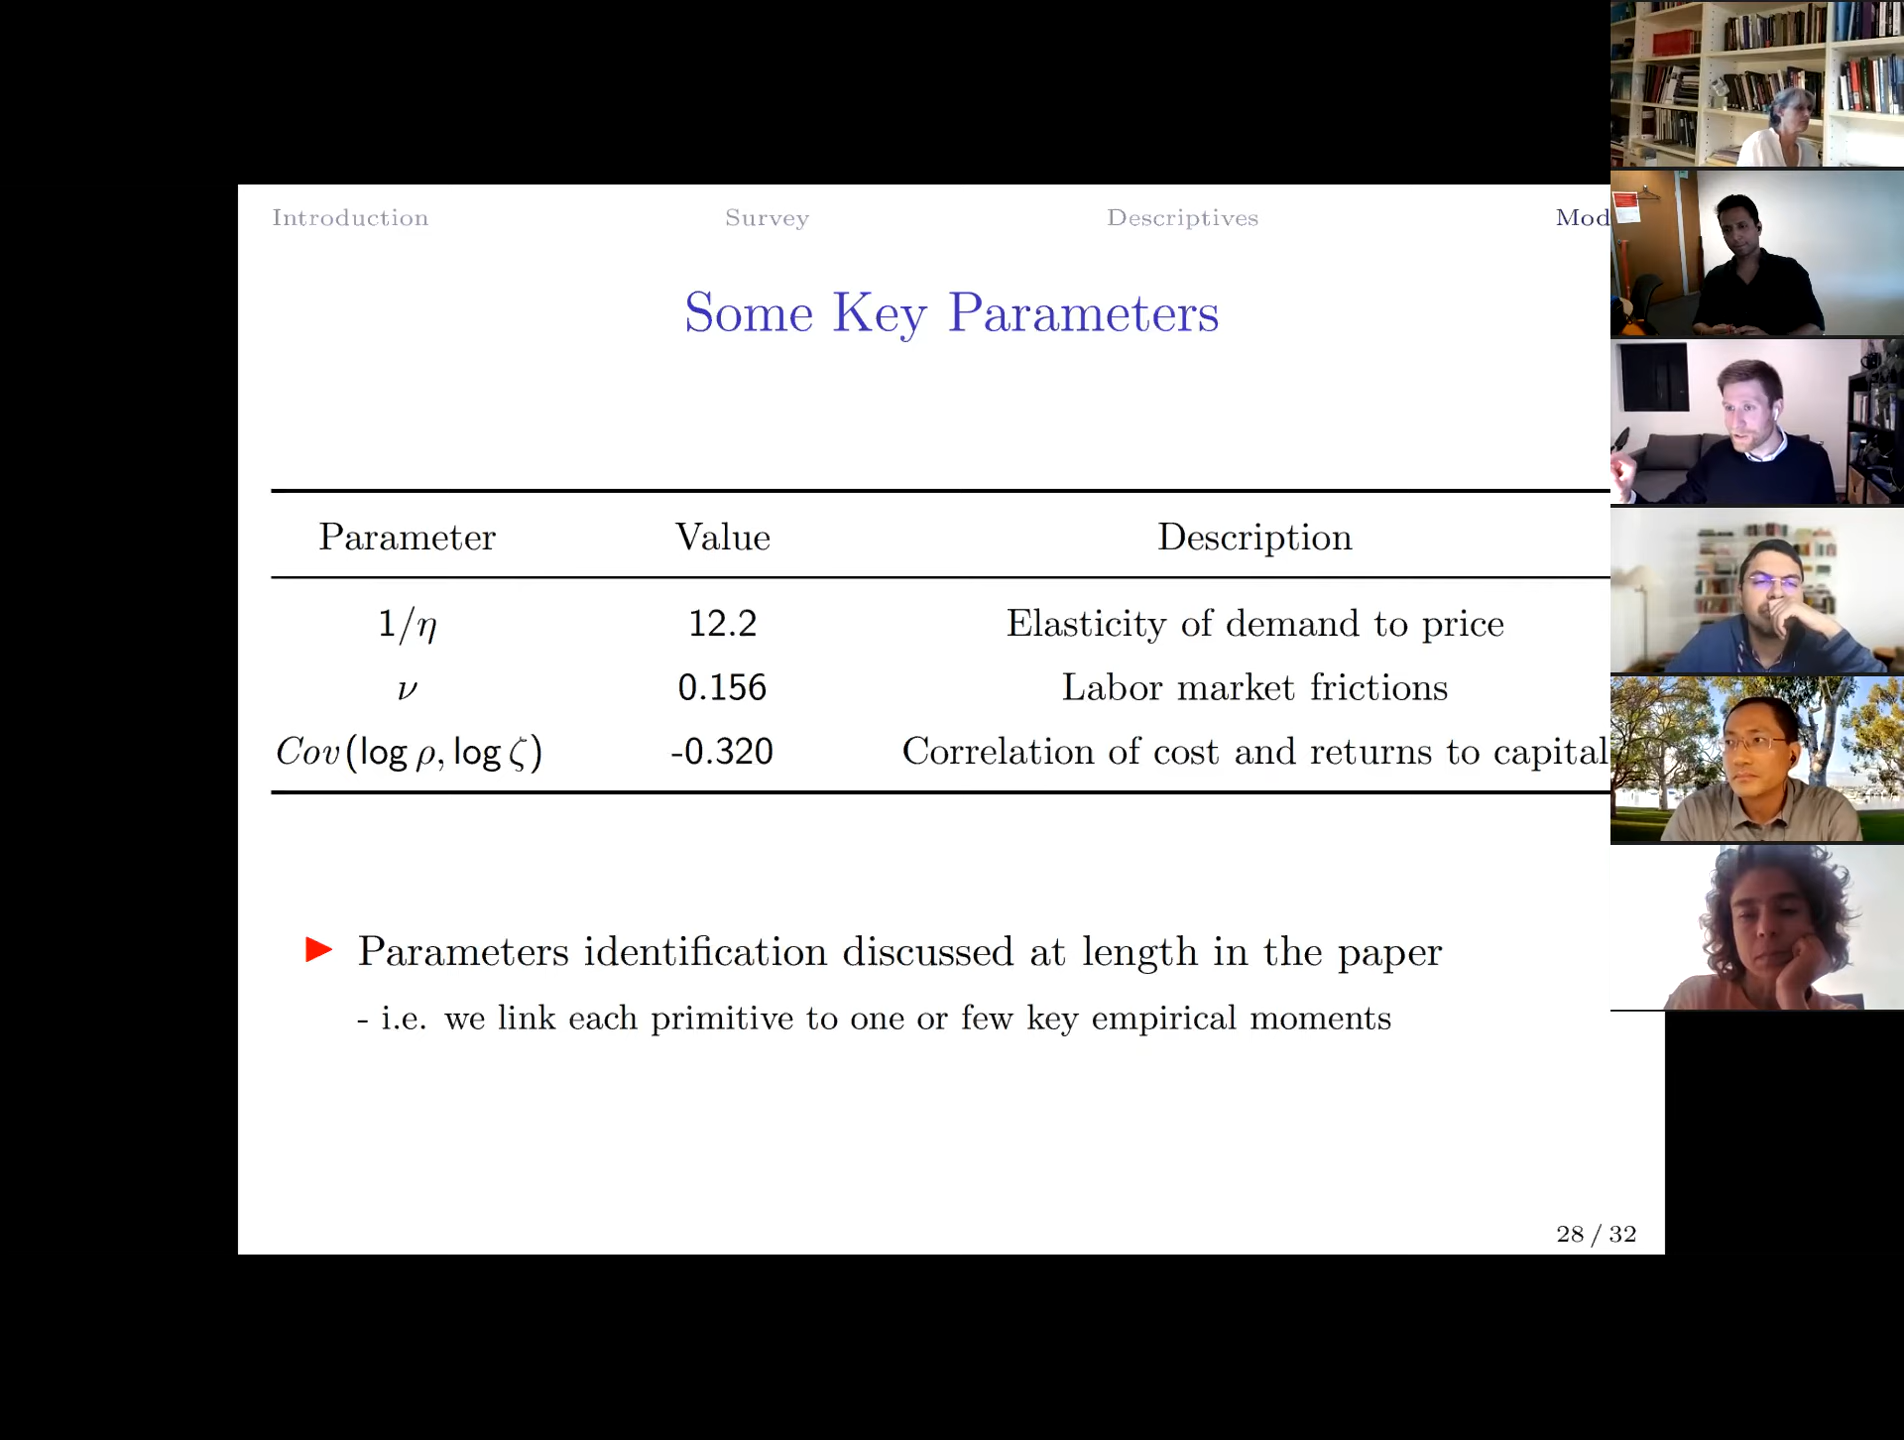 Introduction Survey Descriptives Mod
Some Key Parameters
Parameter Value Description
1/η 12.2 Elasticity of demand to price
ν 0.156 Labor market frictions
Cov(log ρ, log ζ) -0.320 Correlation of cost and returns to capital
▶ Parameters identification discussed at length in the paper
- i.e. we link each primitive to one or few key empirical moments
28 / 32